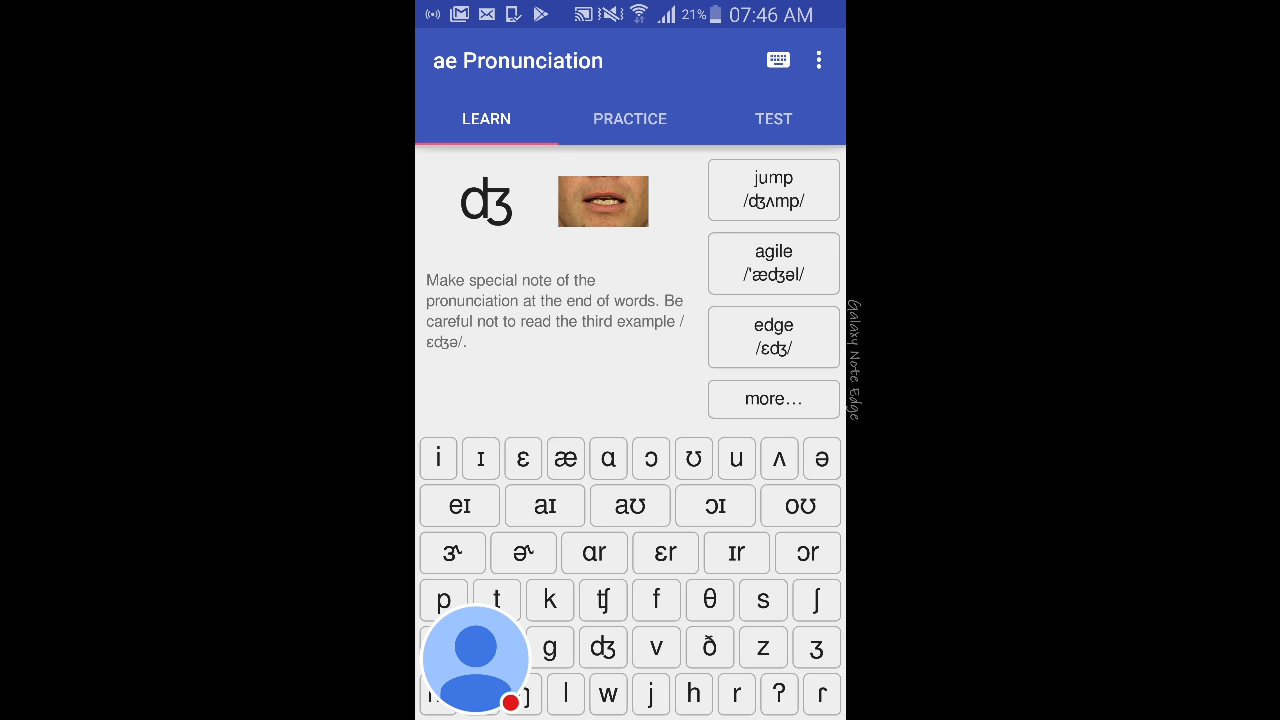 21% 07:46 AM
ae Pronunciation
LEARN PRACTICE TEST
ʤ
Make special note of the
pronunciation at the end of words. Be
careful not to read the third example /
ɛʤə/.
jump
/ʤʌmp/
agile
/'æʤəl/
edge
/ɛʤ/
more…
Galaxy Note Edge
i ɪ ɛ æ ɑ ɔ ʊ u ʌ ə
eɪ aɪ aʊ ɔɪ oʊ
ɝ ɚ ɑr ɛr ɪr ɔr
p t k ʧ f θ s ʃ
g ʤ v ð z ʒ
l w j h r ʔ ɾ